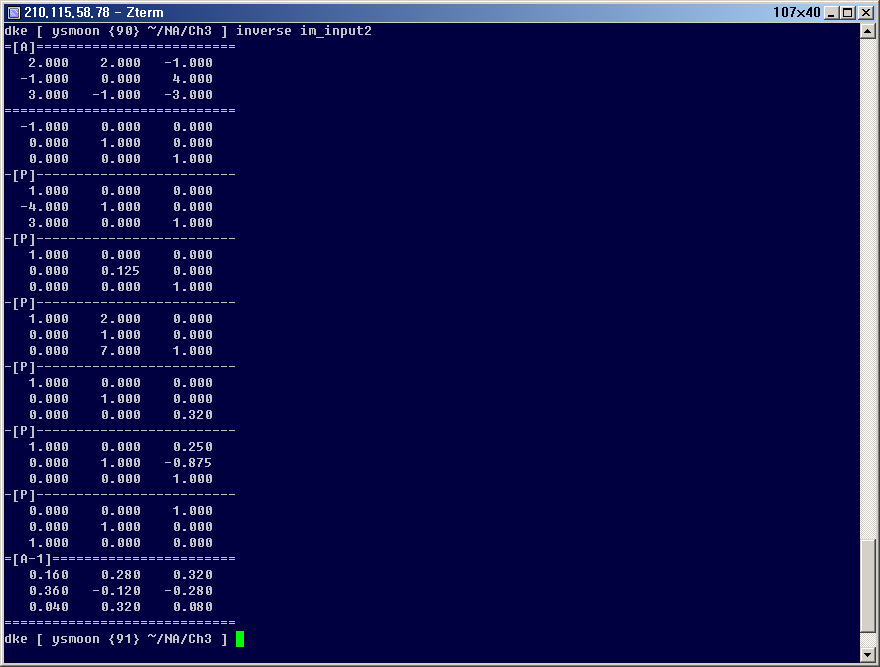 210.115.58.78 - Zterm 107×40
dke [ ysmoon {90} ~/NA/Ch3 ] inverse im_input2
=[A]=========================
   2.000    2.000   -1.000
  -1.000    0.000    4.000
   3.000   -1.000   -3.000
=============================
  -1.000    0.000    0.000
   0.000    1.000    0.000
   0.000    0.000    1.000
-[P]-------------------------
   1.000    0.000    0.000
  -4.000    1.000    0.000
   3.000    0.000    1.000
-[P]-------------------------
   1.000    0.000    0.000
   0.000    0.125    0.000
   0.000    0.000    1.000
-[P]-------------------------
   1.000    2.000    0.000
   0.000    1.000    0.000
   0.000    7.000    1.000
-[P]-------------------------
   1.000    0.000    0.000
   0.000    1.000    0.000
   0.000    0.000    0.320
-[P]-------------------------
   1.000    0.000    0.250
   0.000    1.000   -0.875
   0.000    0.000    1.000
-[P]-------------------------
   0.000    0.000    1.000
   0.000    1.000    0.000
   1.000    0.000    0.000
=[A-1]=======================
   0.160    0.280    0.320
   0.360   -0.120   -0.280
   0.040    0.320    0.080
=============================
dke [ ysmoon {91} ~/NA/Ch3 ]